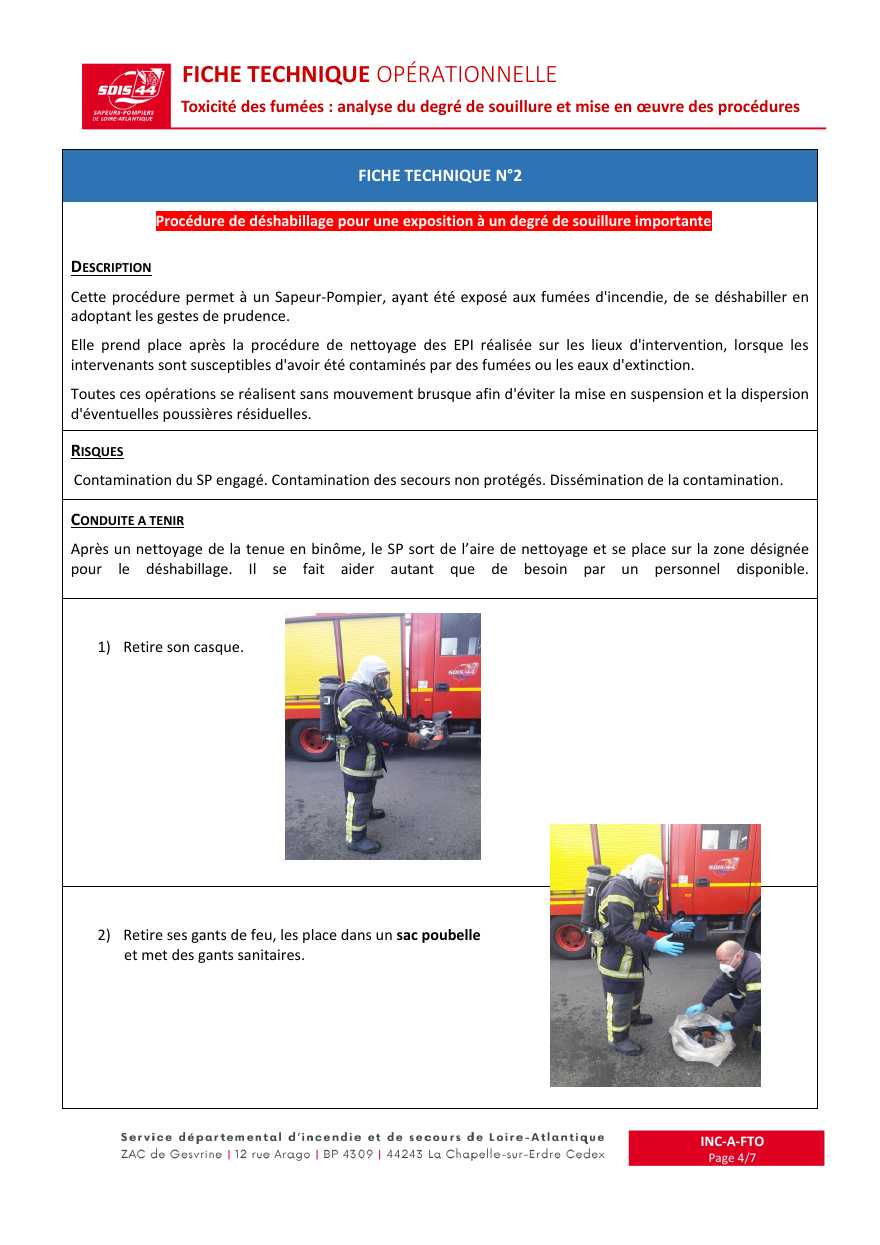 SDIS 44
SAPEURS-POMPIERS
DE LOIRE-ATLANTIQUE
FICHE TECHNIQUE OPÉRATIONNELLE
Toxicité des fumées : analyse du degré de souillure et mise en œuvre des procédures
FICHE TECHNIQUE N°2
Procédure de déshabillage pour une exposition à un degré de souillure importante
DESCRIPTION
Cette procédure permet à un Sapeur-Pompier, ayant été exposé aux fumées d'incendie, de se déshabiller en
adoptant les gestes de prudence.
Elle prend place après la procédure de nettoyage des EPI réalisée sur les lieux d'intervention, lorsque les
intervenants sont susceptibles d'avoir été contaminés par des fumées ou les eaux d'extinction.
Toutes ces opérations se réalisent sans mouvement brusque afin d'éviter la mise en suspension et la dispersion
d'éventuelles poussières résiduelles.
RISQUES
Contamination du SP engagé. Contamination des secours non protégés. Dissémination de la contamination.
CONDUITE A TENIR
Après un nettoyage de la tenue en binôme, le SP sort de l’aire de nettoyage et se place sur la zone désignée
pour le déshabillage. Il se fait aider autant que de besoin par un personnel disponible.
1) Retire son casque.
SDIS 44
SDIS 44
2) Retire ses gants de feu, les place dans un sac poubelle
et met des gants sanitaires.
Service départemental d’incendie et de secours de Loire-Atlantique
ZAC de Gesvrine | 12 rue Arago | BP 4309 | 44243 La Chapelle-sur-Erdre Cedex
INC-A-FTO
Page 4/7